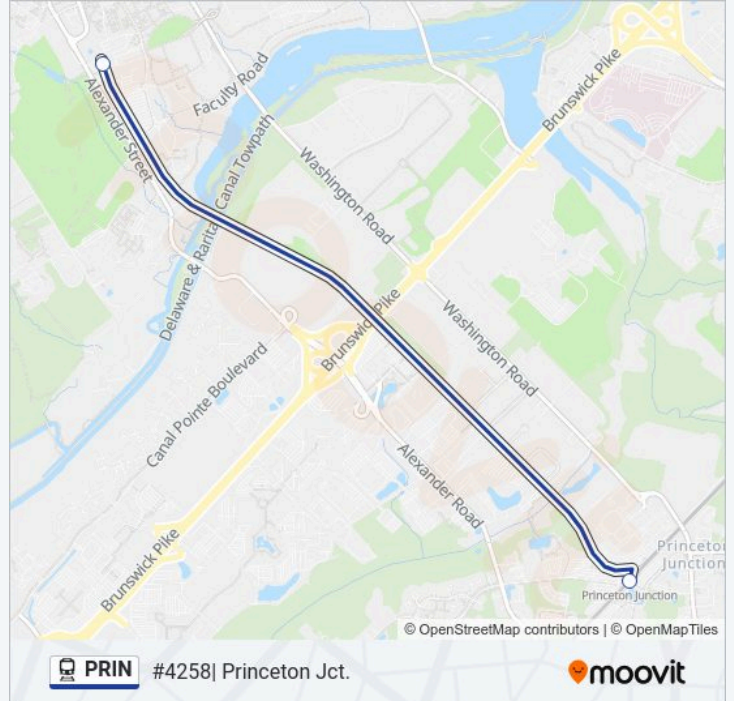 Faculty Road
Brunswick Pike
Alexander Street
Delaware & Raritan Canal Towpath
Washington Road
Brunswick Pike
Washington Road
Canal Pointe Boulevard
Alexander Road
Brunswick Pike
Princeton
Junction
Princeton Junction
© OpenStreetMap contributors | © OpenMapTiles
PRIN #4258| Princeton Jct. moovit